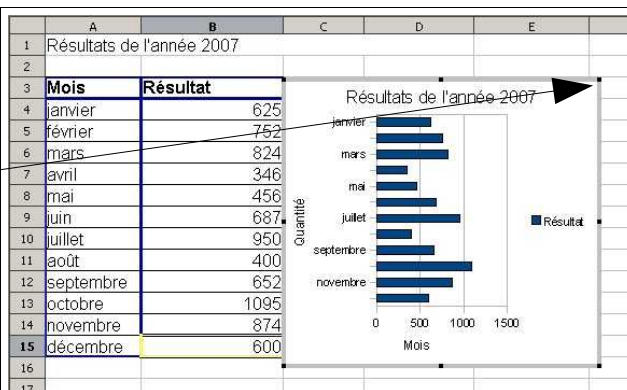 A B C D E
1 Résultats de l'année 2007
2
3 Mois Résultat
4 janvier 625
5 février 752
6 mars 824
7 avril 346
8 mai 456
9 juin 687
10 juillet 950
11 août 400
12 septembre 652
13 octobre 1095
14 novembre 874
15 décembre 600
16
17
Résultats de l'année 2007
Quantité
janvier
mars
mai
juillet
septembre
novembre
0 500 1000 1500
Mois
Résultat